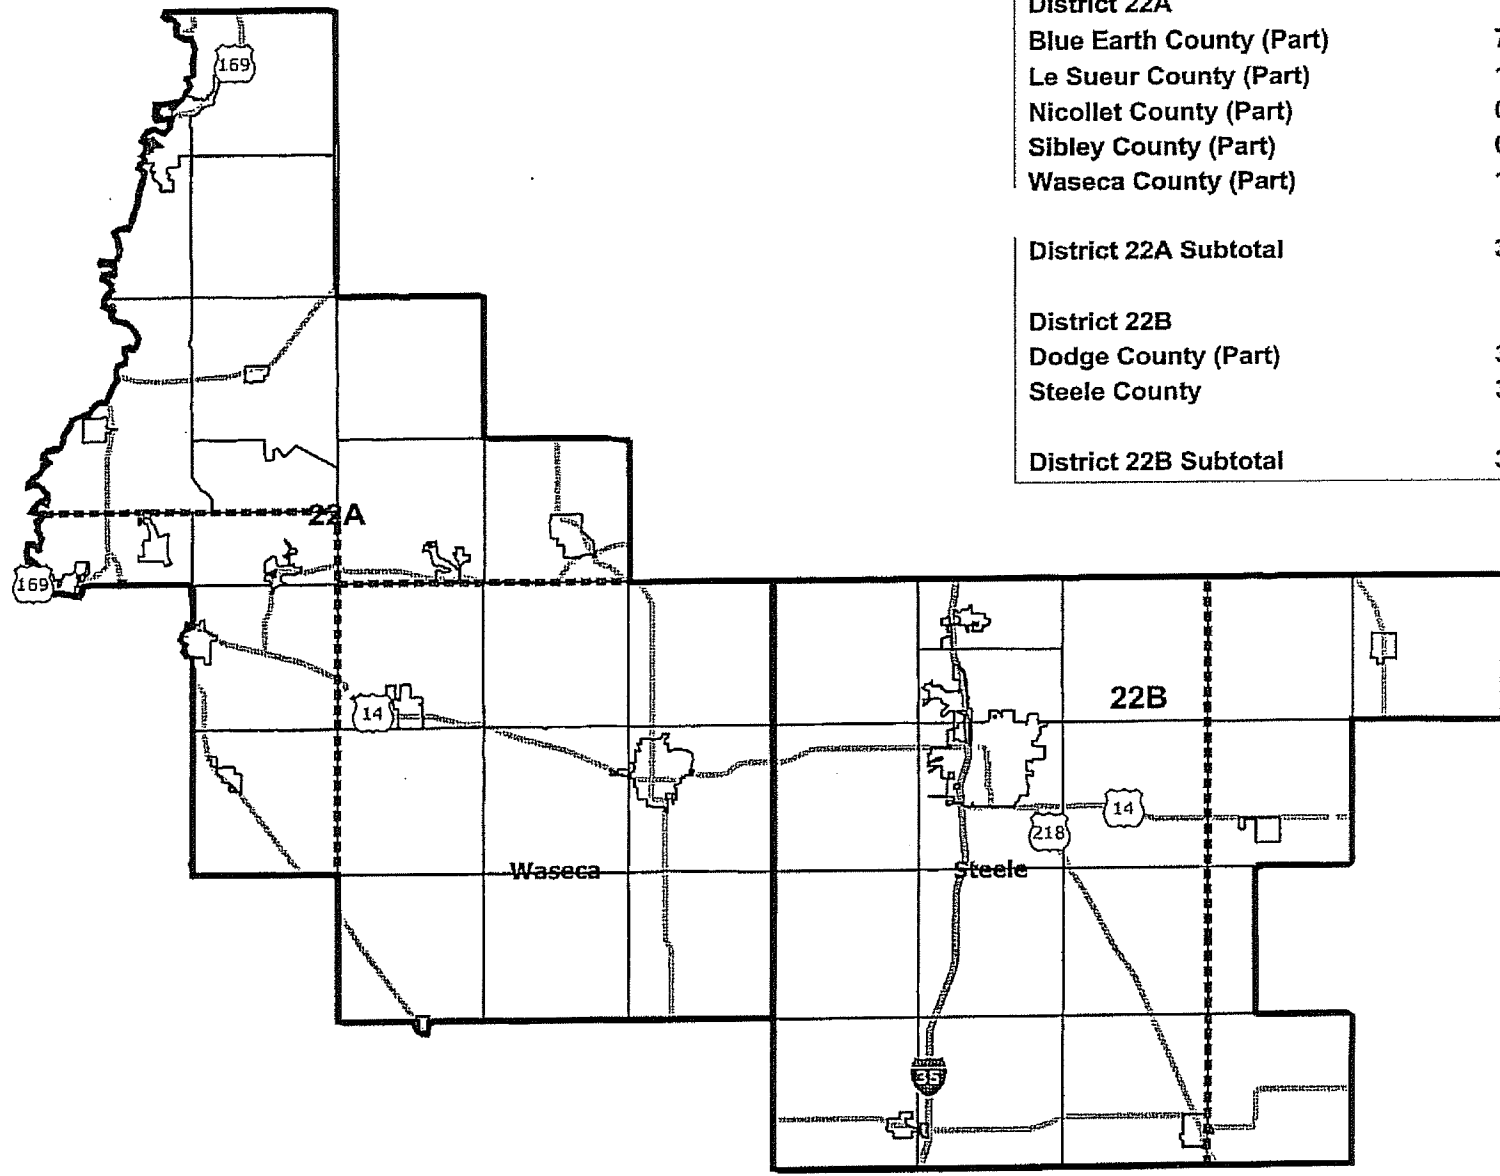 District 22A
Blue Earth County (Part)
Le Sueur County (Part)
Nicollet County (Part)
Sibley County (Part)
Waseca County (Part)
District 22A Subtotal
District 22B
Dodge County (Part)
Steele County
District 22B Subtotal
169
22A
169
22B
14
14
218
Waseca
Steele
35